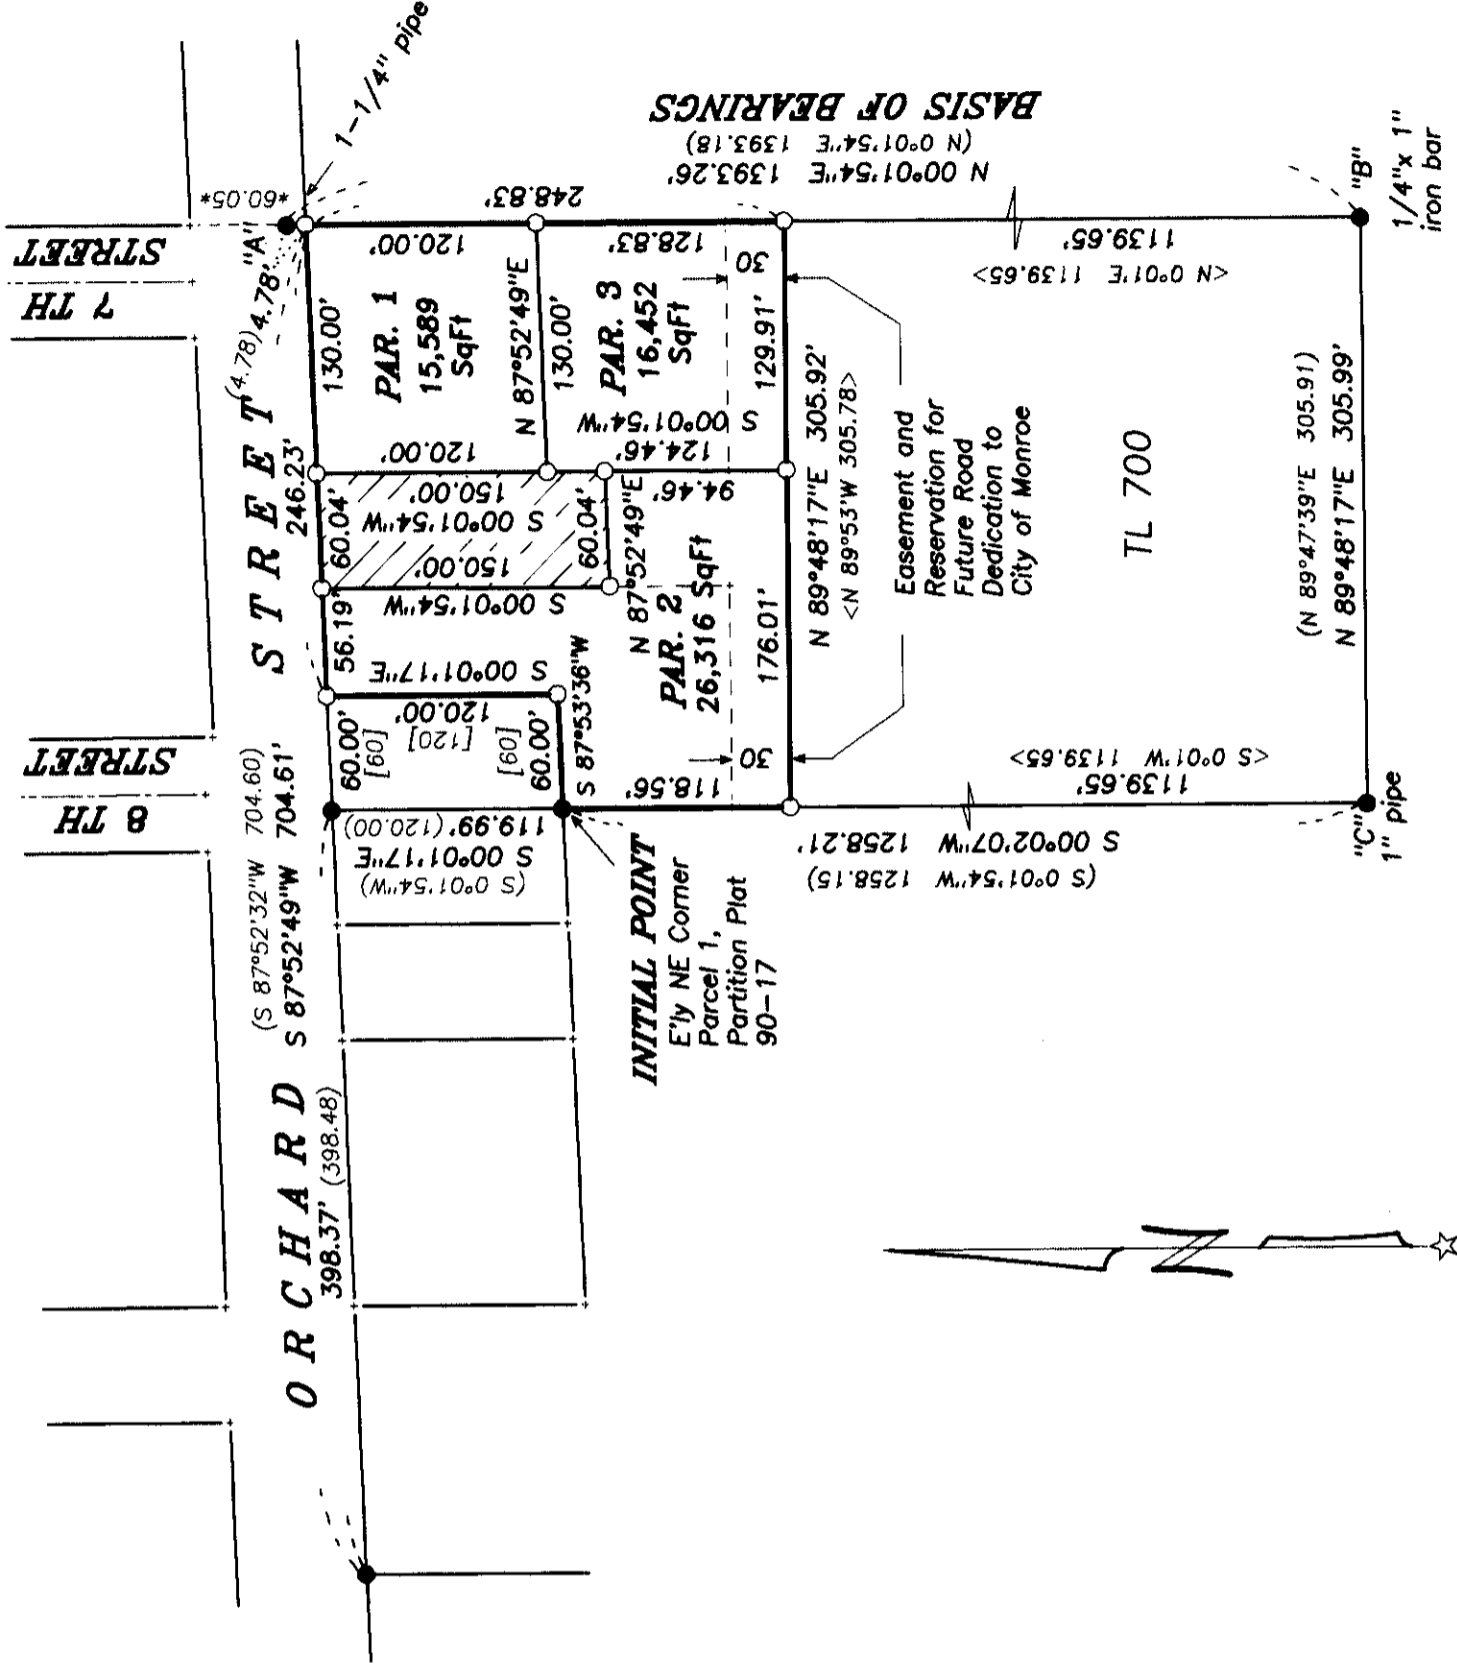 7 TH
STREET
8 TH
STREET
ORCHARD STREET
1-1/4" pipe
*60.05*
"A"
(4.78) 4.78'
246.23'
(S 87°52'32"W 704.60)
S 87°52'49"W 704.61'
398.37' (398.48)
BASIS OF BEARINGS
(N 0°01'54"E 1393.18)
N 00°01'54"E 1393.26'
248.83'
120.00'
130.00'
PAR. 1
15,589
SqFt
120.00'
N 87°52'49"E
130.00'
128.83'
PAR. 3
16,452
SqFt
30
129.91'
S 00°01'54"W
124.46'
60.04'
150.00'
S 00°01'54"W
150.00'
60.04'
S 00°01'54"W
N 87°52'49"E
94.46'
56.19'
S 00°01'17"E
120.00'
[120]
60.00'
[60]
[60]
60.00'
S 87°53'36"W
PAR. 2
26,316 SqFt
176.01'
30
118.56'
119.99' (120.00)
S 00°01'17"E
(S 0°01'54"W)
INITIAL POINT
E'ly NE Corner
Parcel 1,
Partition Plat
90-17
N 89°48'17"E 305.92'
<N 89°53'W 305.78>
Easement and
Reservation for
Future Road
Dedication to
City of Monroe
1139.65'
<N 0°01'E 1139.65>
TL 700
<S 0°01'W 1139.65>
1139.65'
S 00°02'07"W 1258.21'
(S 0°01'54"W 1258.15)
(N 89°47'39"E 305.91)
N 89°48'17"E 305.99'
"B"
1/4"x 1"
iron bar
"C"
1" pipe
N